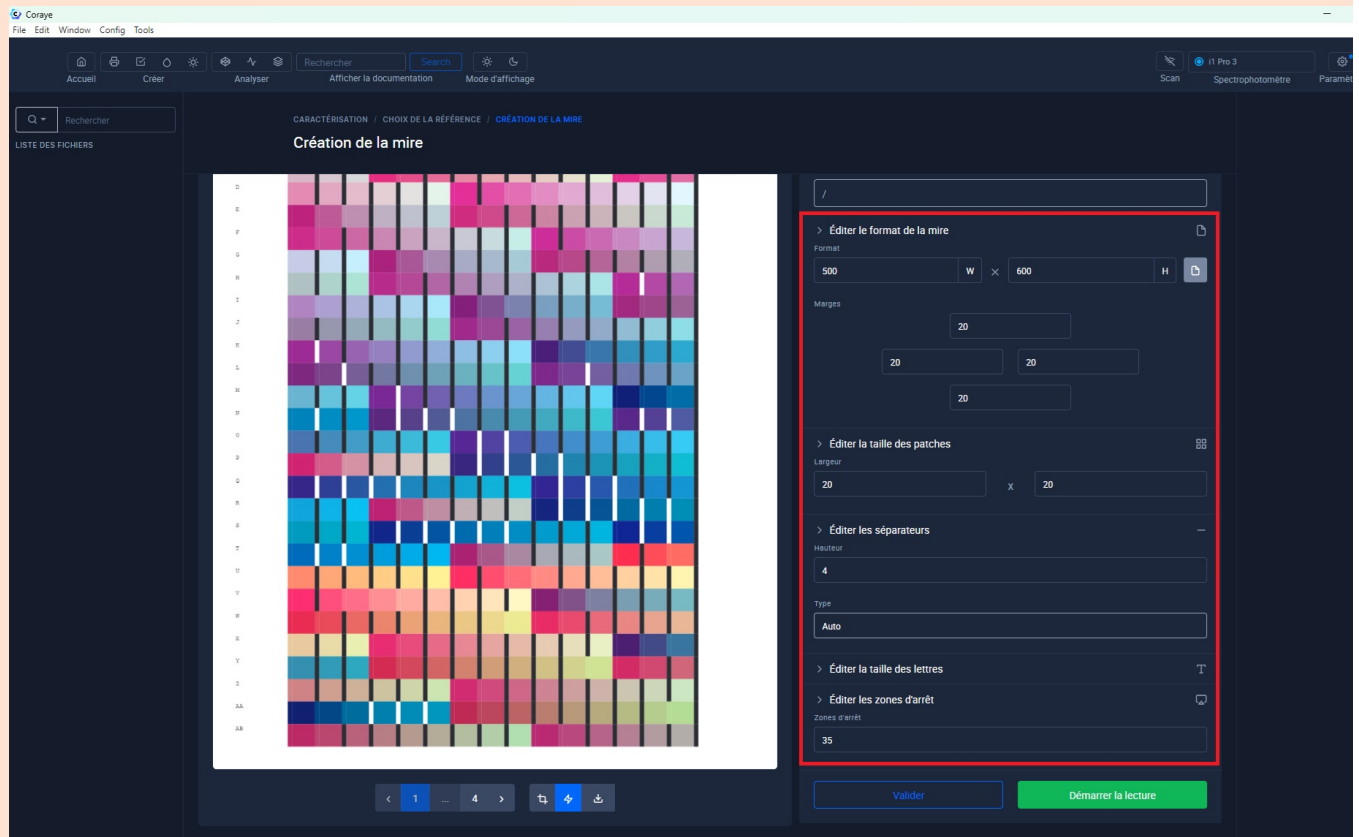 Coraye
File Edit Window Config Tools
Rechercher Search
i1 Pro 3
Accueil Créer Analyser Afficher la documentation Mode d'affichage
Scan Spectrophotomètre Paramèt
Rechercher
LISTE DES FICHIERS
CARACTÉRISATION / CHOIX DE LA RÉFÉRENCE / CRÉATION DE LA MIRE
Création de la mire
D
E
F
G
H
I
J
K
L
M
N
O
P
Q
R
S
T
U
V
W
X
Y
Z
AA
AB
/
Éditer le format de la mire
Format
500 W × 600 H
Marges
20
20 20
20
Éditer la taille des patches
Largeur
20 x 20
Éditer les séparateurs
Hauteur
4
Type
Auto
Éditer la taille des lettres
Éditer les zones d'arrêt
Zones d'arrêt
35
< 1 ... 4 >
Valider Démarrer la lecture